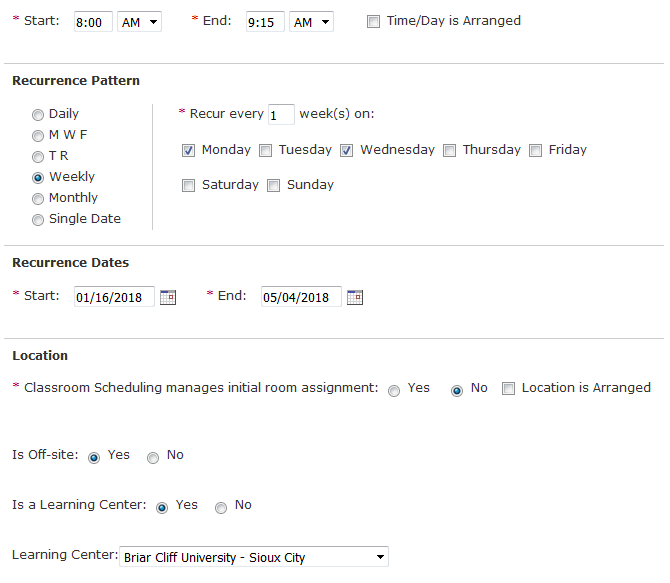 * Start: 8:00 AM * End: 9:15 AM Time/Day is Arranged
Recurrence Pattern
Daily
M W F
T R
Weekly
Monthly
Single Date
* Recur every 1 week(s) on:
Monday Tuesday Wednesday Thursday Friday
Saturday Sunday
Recurrence Dates
* Start: 01/16/2018 * End: 05/04/2018
Location
* Classroom Scheduling manages initial room assignment: Yes No Location is Arranged
Is Off-site: Yes No
Is a Learning Center: Yes No
Learning Center: Briar Cliff University - Sioux City